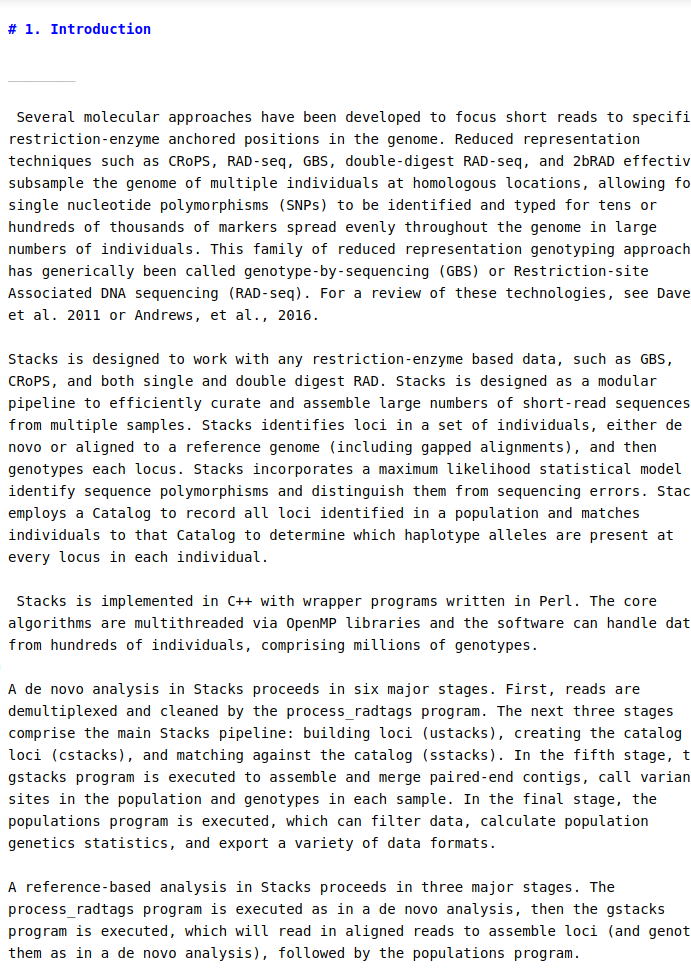 # 1. Introduction
Several molecular approaches have been developed to focus short reads to specifi
restriction-enzyme anchored positions in the genome. Reduced representation
techniques such as CRoPS, RAD-seq, GBS, double-digest RAD-seq, and 2bRAD effectiv
subsample the genome of multiple individuals at homologous locations, allowing fo
single nucleotide polymorphisms (SNPs) to be identified and typed for tens or
hundreds of thousands of markers spread evenly throughout the genome in large
numbers of individuals. This family of reduced representation genotyping approach
has generically been called genotype-by-sequencing (GBS) or Restriction-site
Associated DNA sequencing (RAD-seq). For a review of these technologies, see Dave
et al. 2011 or Andrews, et al., 2016.
Stacks is designed to work with any restriction-enzyme based data, such as GBS,
CRoPS, and both single and double digest RAD. Stacks is designed as a modular
pipeline to efficiently curate and assemble large numbers of short-read sequences
from multiple samples. Stacks identifies loci in a set of individuals, either de
novo or aligned to a reference genome (including gapped alignments), and then
genotypes each locus. Stacks incorporates a maximum likelihood statistical model
identify sequence polymorphisms and distinguish them from sequencing errors. Stac
employs a Catalog to record all loci identified in a population and matches
individuals to that Catalog to determine which haplotype alleles are present at
every locus in each individual.
Stacks is implemented in C++ with wrapper programs written in Perl. The core
algorithms are multithreaded via OpenMP libraries and the software can handle dat
from hundreds of individuals, comprising millions of genotypes.
A de novo analysis in Stacks proceeds in six major stages. First, reads are
demultiplexed and cleaned by the process_radtags program. The next three stages
comprise the main Stacks pipeline: building loci (ustacks), creating the catalog
loci (cstacks), and matching against the catalog (sstacks). In the fifth stage, t
gstacks program is executed to assemble and merge paired-end contigs, call varian
sites in the population and genotypes in each sample. In the final stage, the
populations program is executed, which can filter data, calculate population
genetics statistics, and export a variety of data formats.
A reference-based analysis in Stacks proceeds in three major stages. The
process_radtags program is executed as in a de novo analysis, then the gstacks
program is executed, which will read in aligned reads to assemble loci (and genot
them as in a de novo analysis), followed by the populations program.